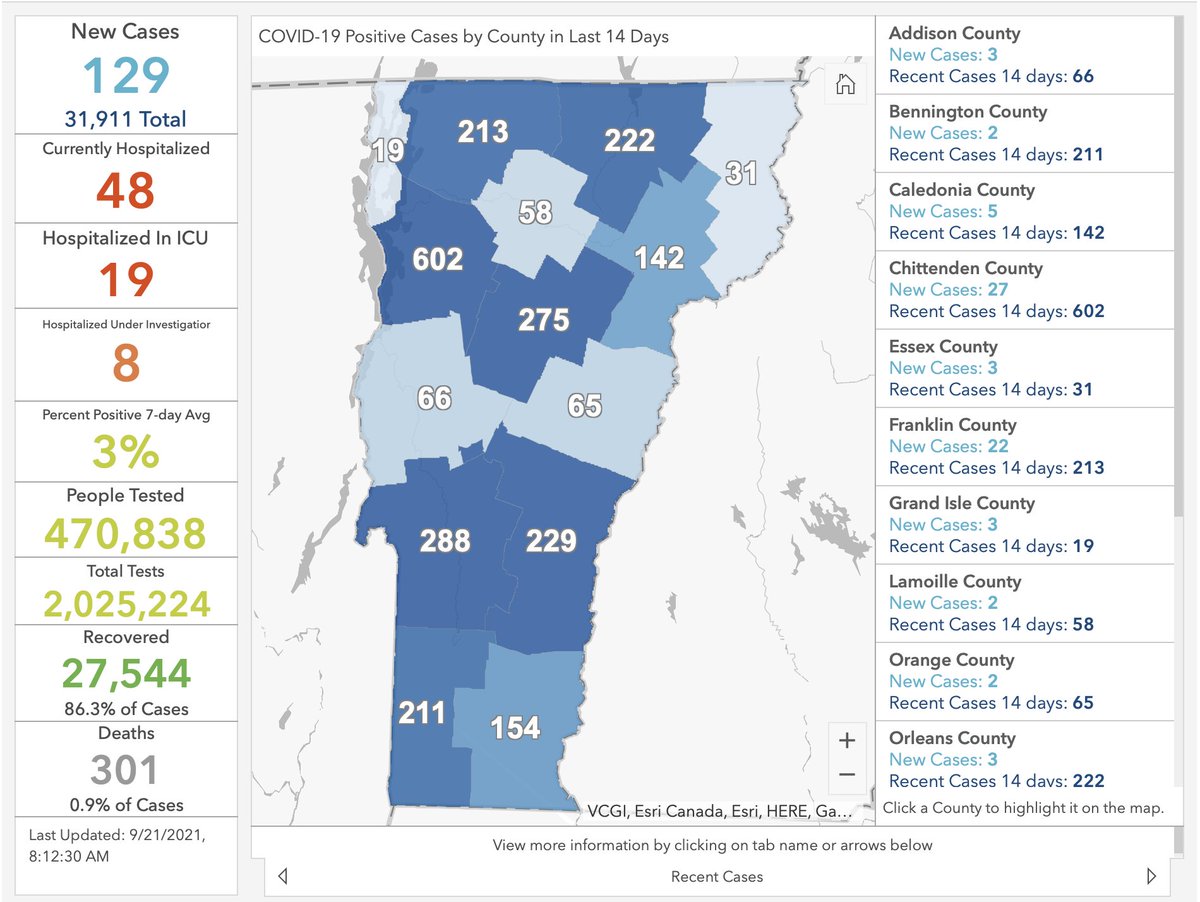 New Cases
129
31,911 Total
Currently Hospitalized
48
Hospitalized In ICU
19
Hospitalized Under Investigatior
8
Percent Positive 7-day Avg
3%
People Tested
470,838
Total Tests
2,025,224
Recovered
27,544
86.3% of Cases
Deaths
301
0.9% of Cases
Last Updated: 9/21/2021,
8:12:30 AM
COVID-19 Positive Cases by County in Last 14 Days
213
222
19
31
58
602
142
275
66
65
288
229
211
154
+
−
VCGI, Esri Canada, Esri, HERE, Ga…
Addison County
New Cases: 3
Recent Cases 14 days: 66
Bennington County
New Cases: 2
Recent Cases 14 days: 211
Caledonia County
New Cases: 5
Recent Cases 14 days: 142
Chittenden County
New Cases: 27
Recent Cases 14 days: 602
Essex County
New Cases: 3
Recent Cases 14 days: 31
Franklin County
New Cases: 22
Recent Cases 14 days: 213
Grand Isle County
New Cases: 3
Recent Cases 14 days: 19
Lamoille County
New Cases: 2
Recent Cases 14 days: 58
Orange County
New Cases: 2
Recent Cases 14 days: 65
Orleans County
New Cases: 3
Recent Cases 14 days: 222
Click a County to highlight it on the map.
View more information by clicking on tab name or arrows below
Recent Cases